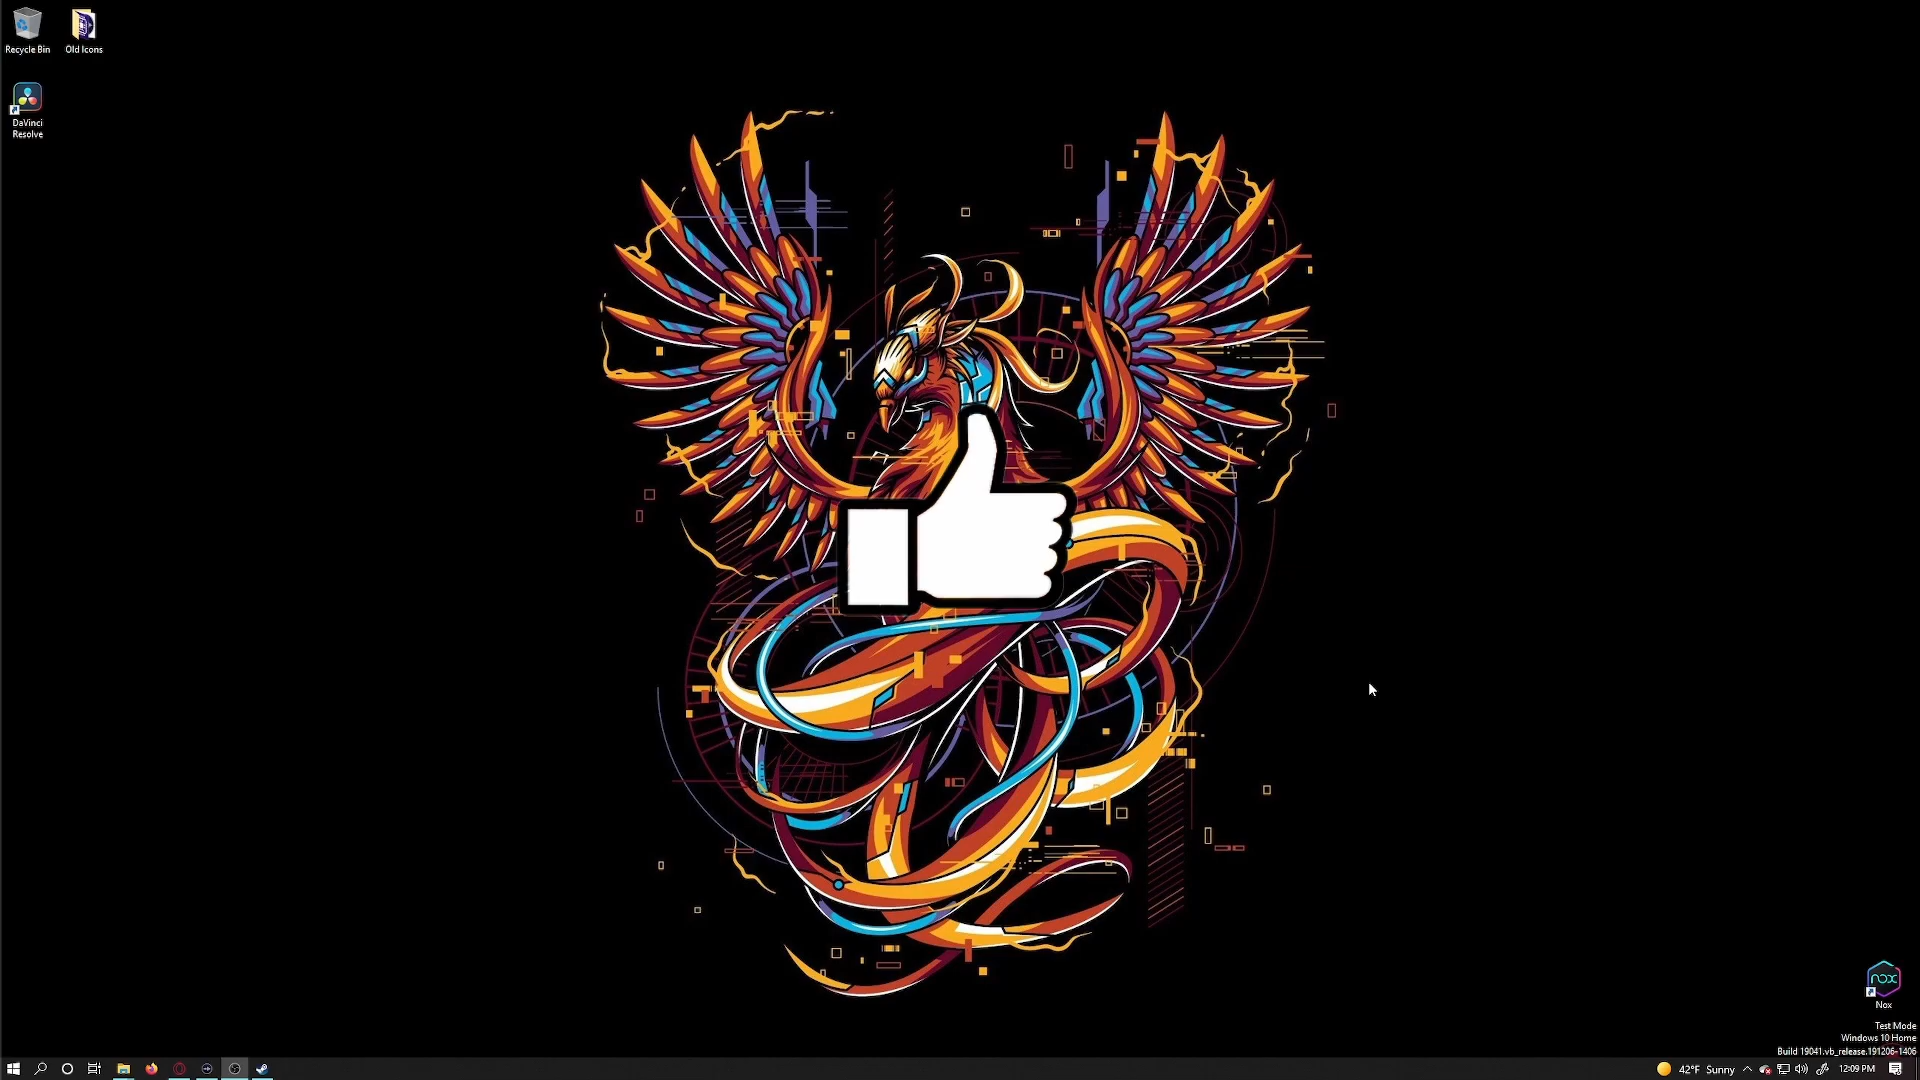 Recycle Bin
Old Icons
DaVinci
Resolve
nox
Nox
Test Mode
Windows 10 Home
Build 19041.vb_release.191206-1406
42°F Sunny
12:09 PM